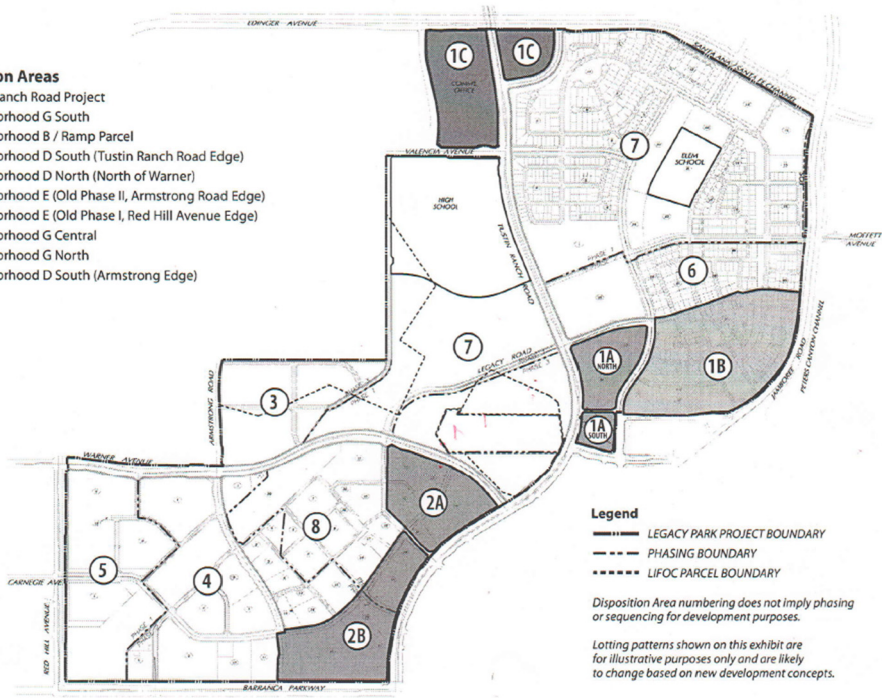 EDINGER AVENUE
on Areas
anch Road Project
orhood G South
orhood B / Ramp Parcel
orhood D South (Tustin Ranch Road Edge)
orhood D North (North of Warner)
orhood E (Old Phase II, Armstrong Road Edge)
orhood E (Old Phase I, Red Hill Avenue Edge)
orhood G Central
orhood G North
orhood D South (Armstrong Edge)
1C
1C
OFFICE
SANTA ANA / SANTA FE CHANNEL
7
ELEM
SCHOOL
VALENCIA AVENUE
HIGH
SCHOOL
TUSTIN RANCH ROAD
MOFFETT
AVENUE
PHASE
6
7
LEGACY ROAD
PHASE
PHASE
1A
NORTH
1B
JAMBOREE ROAD
PETERS CANYON CHANNEL
ARMSTRONG ROAD
3
PHASE
1A
SOUTH
WARNER AVENUE
2A
8
5
4
CARNEGIE AVE
RED HILL AVENUE
PHASE
2B
BARRANCA PARKWAY
Legend
LEGACY PARK PROJECT BOUNDARY
PHASING BOUNDARY
LIFOC PARCEL BOUNDARY
Disposition Area numbering does not imply phasing
or sequencing for development purposes.
Lotting patterns shown on this exhibit are
for illustrative purposes only and are likely
to change based on new development concepts.